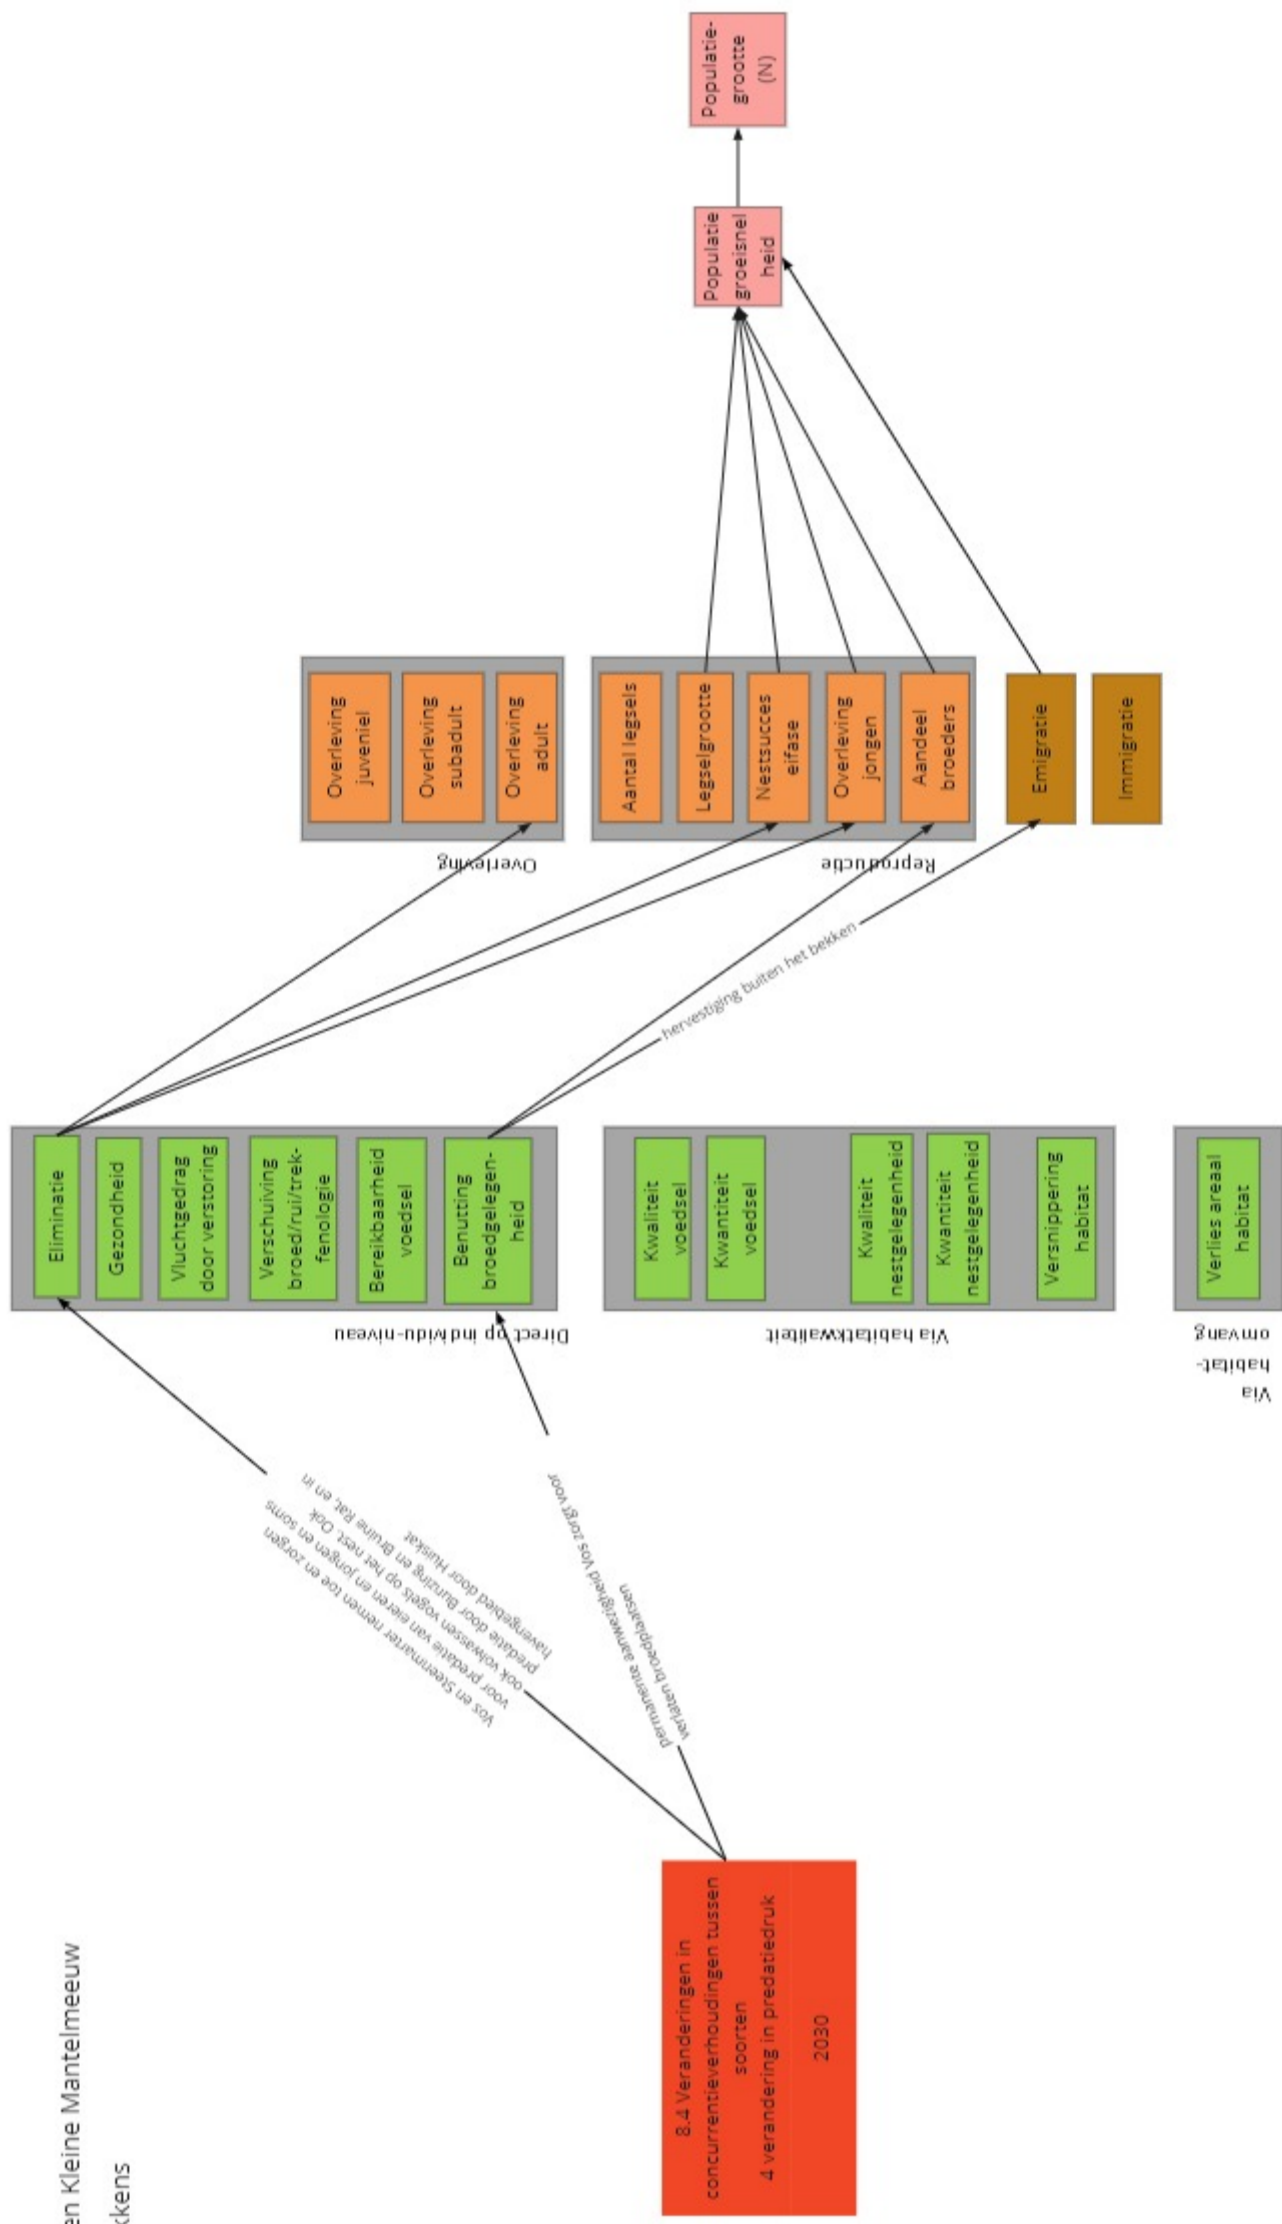 en Kleine Mantelmeeuw
kkens
8.4 Veranderingen in
concurrentieverhoudingen tussen
soorten
4 verandering in predatiedruk
2030
Vos en Steenmarter nemen toe en zorgen
voor predatie van eieren en jongen en soms
ook volwassen vogels op het nest. Ook
predatie door Bunzing en Bruine Rat, en in
havengebied door Huiskat
permanente aanwezigheid Vos zorgt voor
verlaten broedplaatsen
Direct op individu-niveau
Eliminatie
Gezondheid
Vluchtgedrag
door verstoring
Verschuiving
broed/rui/trek-
fenologie
Bereikbaarheid
voedsel
Benutting
broedgelegen-
heid
Via habitatkwaliteit
Kwaliteit
voedsel
Kwantiteit
voedsel
Kwaliteit
nestgelegenheid
Kwantiteit
nestgelegenheid
Versnippering
habitat
Via
habitat-
omvang
Verlies areaal
habitat
hervestiging buiten het bekken
Overleving
Overleving
juveniel
Overleving
subadult
Overleving
adult
Reproductie
Aantal legsels
Legselgrootte
Nestsucces
eifase
Overleving
jongen
Aandeel
broeders
Emigratie
Immigratie
Populatie
groeisnel
heid
Populatie-
grootte
(N)